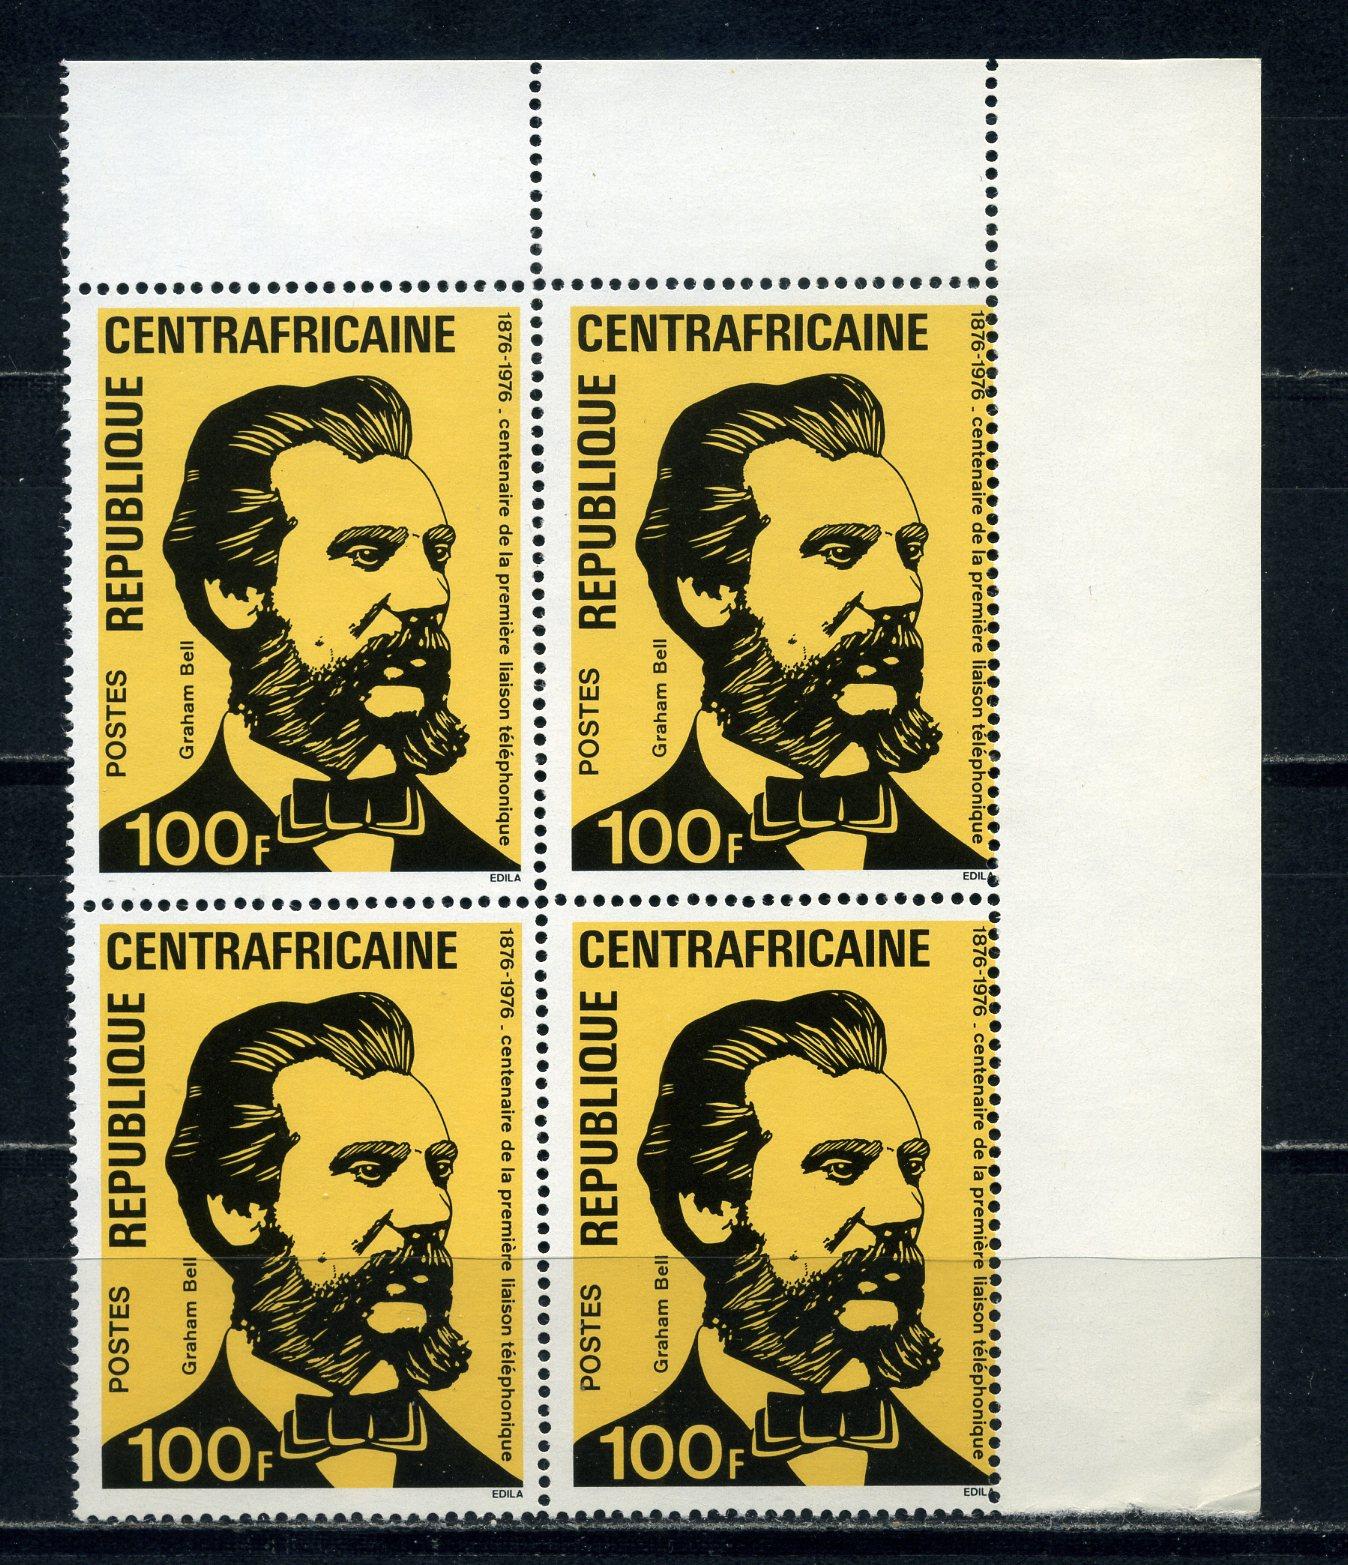 CENTRAFRICAINE
REPUBLIQUE
POSTES
Graham Bell
1876-1976 - centenaire de la première liaison téléphonique
100F
EDILA
CENTRAFRICAINE
REPUBLIQUE
POSTES
Graham Bell
1876-1976 - centenaire de la première liaison téléphonique
100F
EDILA
CENTRAFRICAINE
REPUBLIQUE
POSTES
Graham Bell
1876-1976 - centenaire de la première liaison téléphonique
100F
EDILA
CENTRAFRICAINE
REPUBLIQUE
POSTES
Graham Bell
1876-1976 - centenaire de la première liaison téléphonique
100F
EDILA